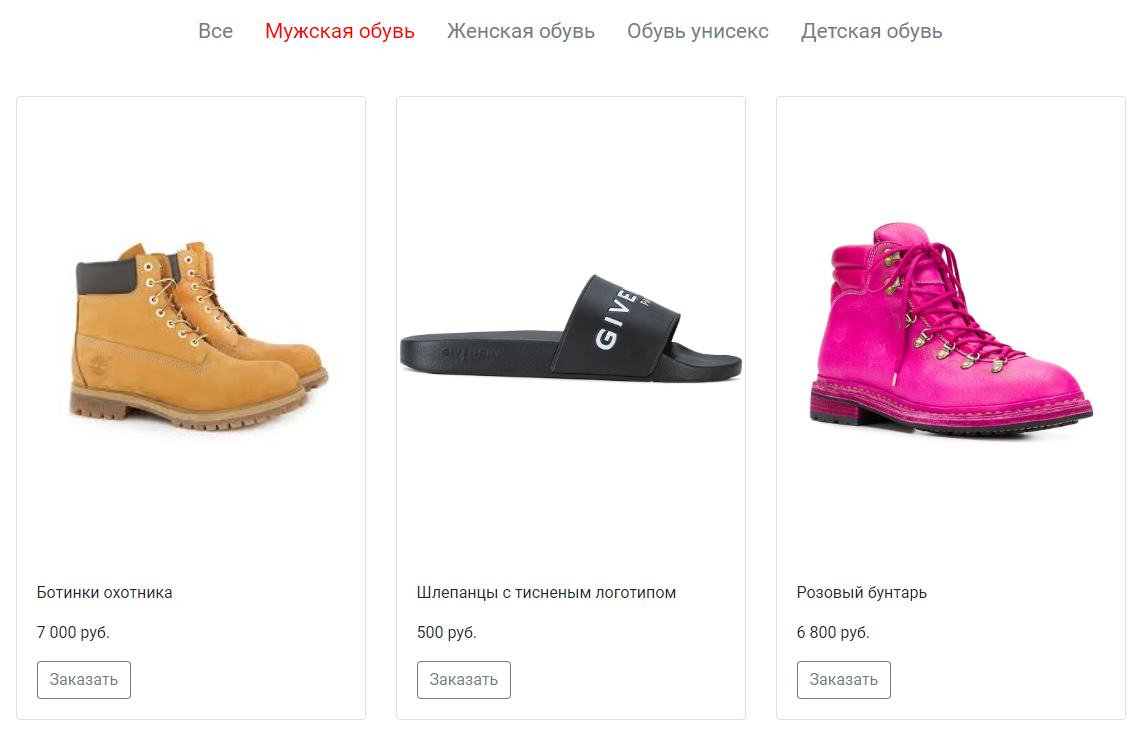 Все Мужская обувь Женская обувь Обувь унисекс Детская обувь
GIVENCHY
GIVE
Ботинки охотника
7 000 руб.
Заказать
Шлепанцы с тисненым логотипом
500 руб.
Заказать
Розовый бунтарь
6 800 руб.
Заказать